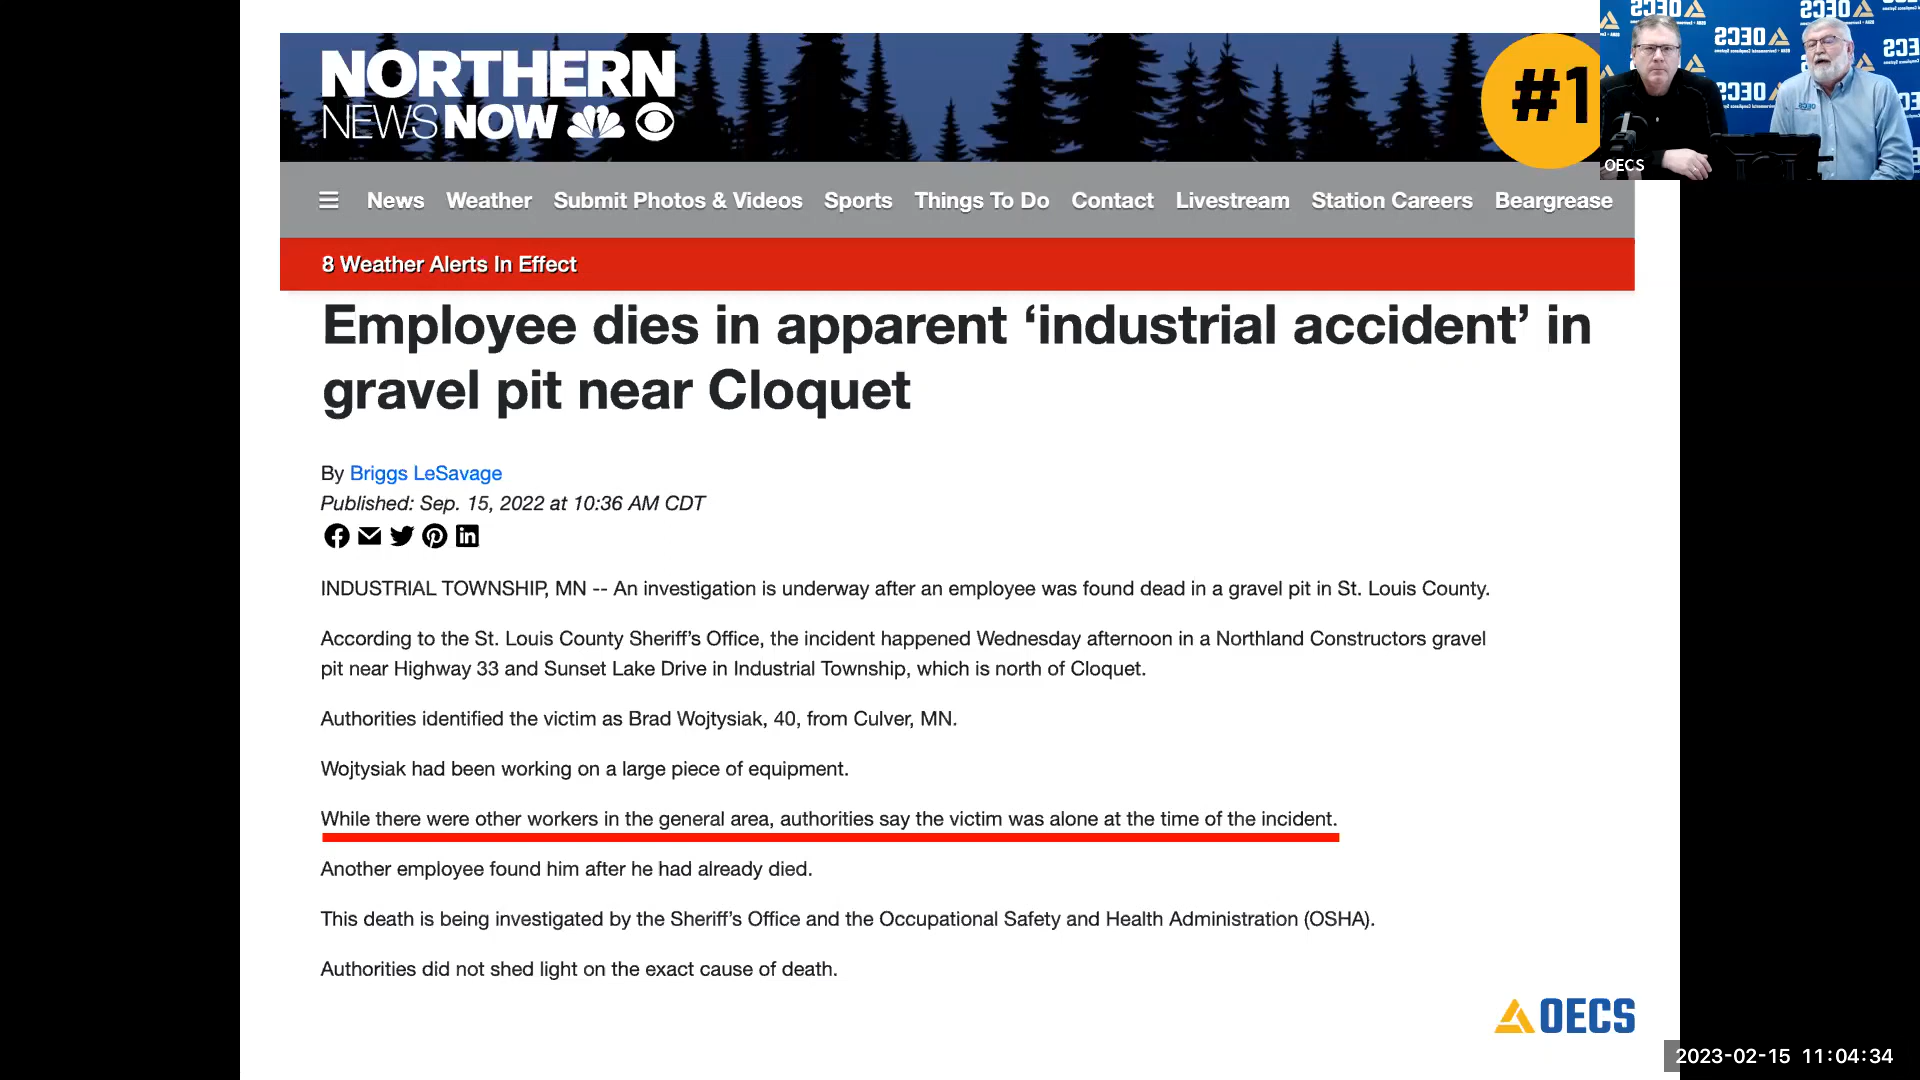 NORTHERN
NEWS NOW
#1
OECS
News Weather Submit Photos & Videos Sports Things To Do Contact Livestream Station Careers Beargrease
8 Weather Alerts In Effect
Employee dies in apparent ‘industrial accident’ in
gravel pit near Cloquet
By Briggs LeSavage
Published: Sep. 15, 2022 at 10:36 AM CDT
INDUSTRIAL TOWNSHIP, MN -- An investigation is underway after an employee was found dead in a gravel pit in St. Louis County.
According to the St. Louis County Sheriff’s Office, the incident happened Wednesday afternoon in a Northland Constructors gravel
pit near Highway 33 and Sunset Lake Drive in Industrial Township, which is north of Cloquet.
Authorities identified the victim as Brad Wojtysiak, 40, from Culver, MN.
Wojtysiak had been working on a large piece of equipment.
While there were other workers in the general area, authorities say the victim was alone at the time of the incident.
Another employee found him after he had already died.
This death is being investigated by the Sheriff’s Office and the Occupational Safety and Health Administration (OSHA).
Authorities did not shed light on the exact cause of death.
OECS
2023-02-15 11:04:34